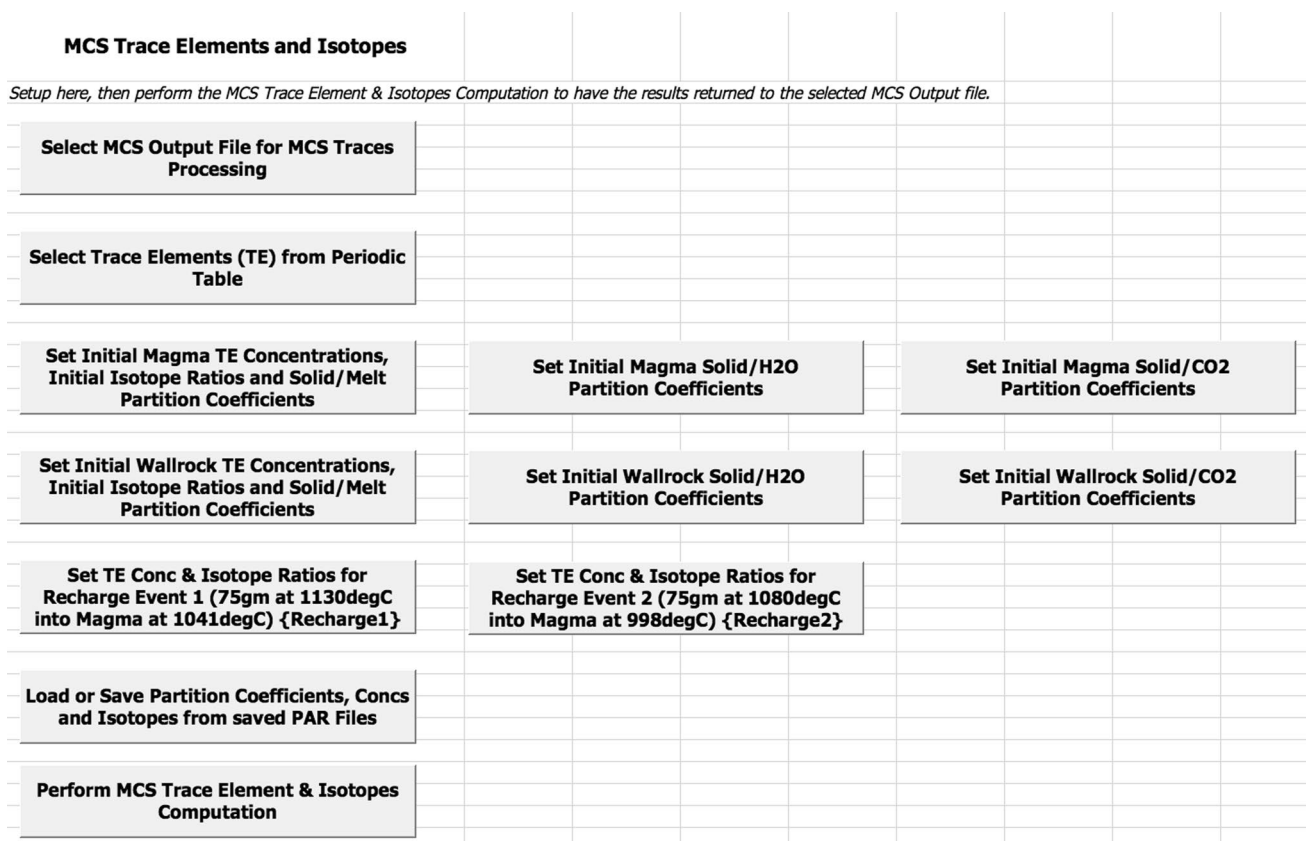 MCS Trace Elements and Isotopes
Setup here, then perform the MCS Trace Element & Isotopes Computation to have the results returned to the selected MCS Output file.
Select MCS Output File for MCS Traces
Processing
Select Trace Elements (TE) from Periodic
Table
Set Initial Magma TE Concentrations,
Initial Isotope Ratios and Solid/Melt
Partition Coefficients
Set Initial Magma Solid/H2O
Partition Coefficients
Set Initial Magma Solid/CO2
Partition Coefficients
Set Initial Wallrock TE Concentrations,
Initial Isotope Ratios and Solid/Melt
Partition Coefficients
Set Initial Wallrock Solid/H2O
Partition Coefficients
Set Initial Wallrock Solid/CO2
Partition Coefficients
Set TE Conc & Isotope Ratios for
Recharge Event 1 (75gm at 1130degC
into Magma at 1041degC) {Recharge1}
Set TE Conc & Isotope Ratios for
Recharge Event 2 (75gm at 1080degC
into Magma at 998degC) {Recharge2}
Load or Save Partition Coefficients, Concs
and Isotopes from saved PAR Files
Perform MCS Trace Element & Isotopes
Computation